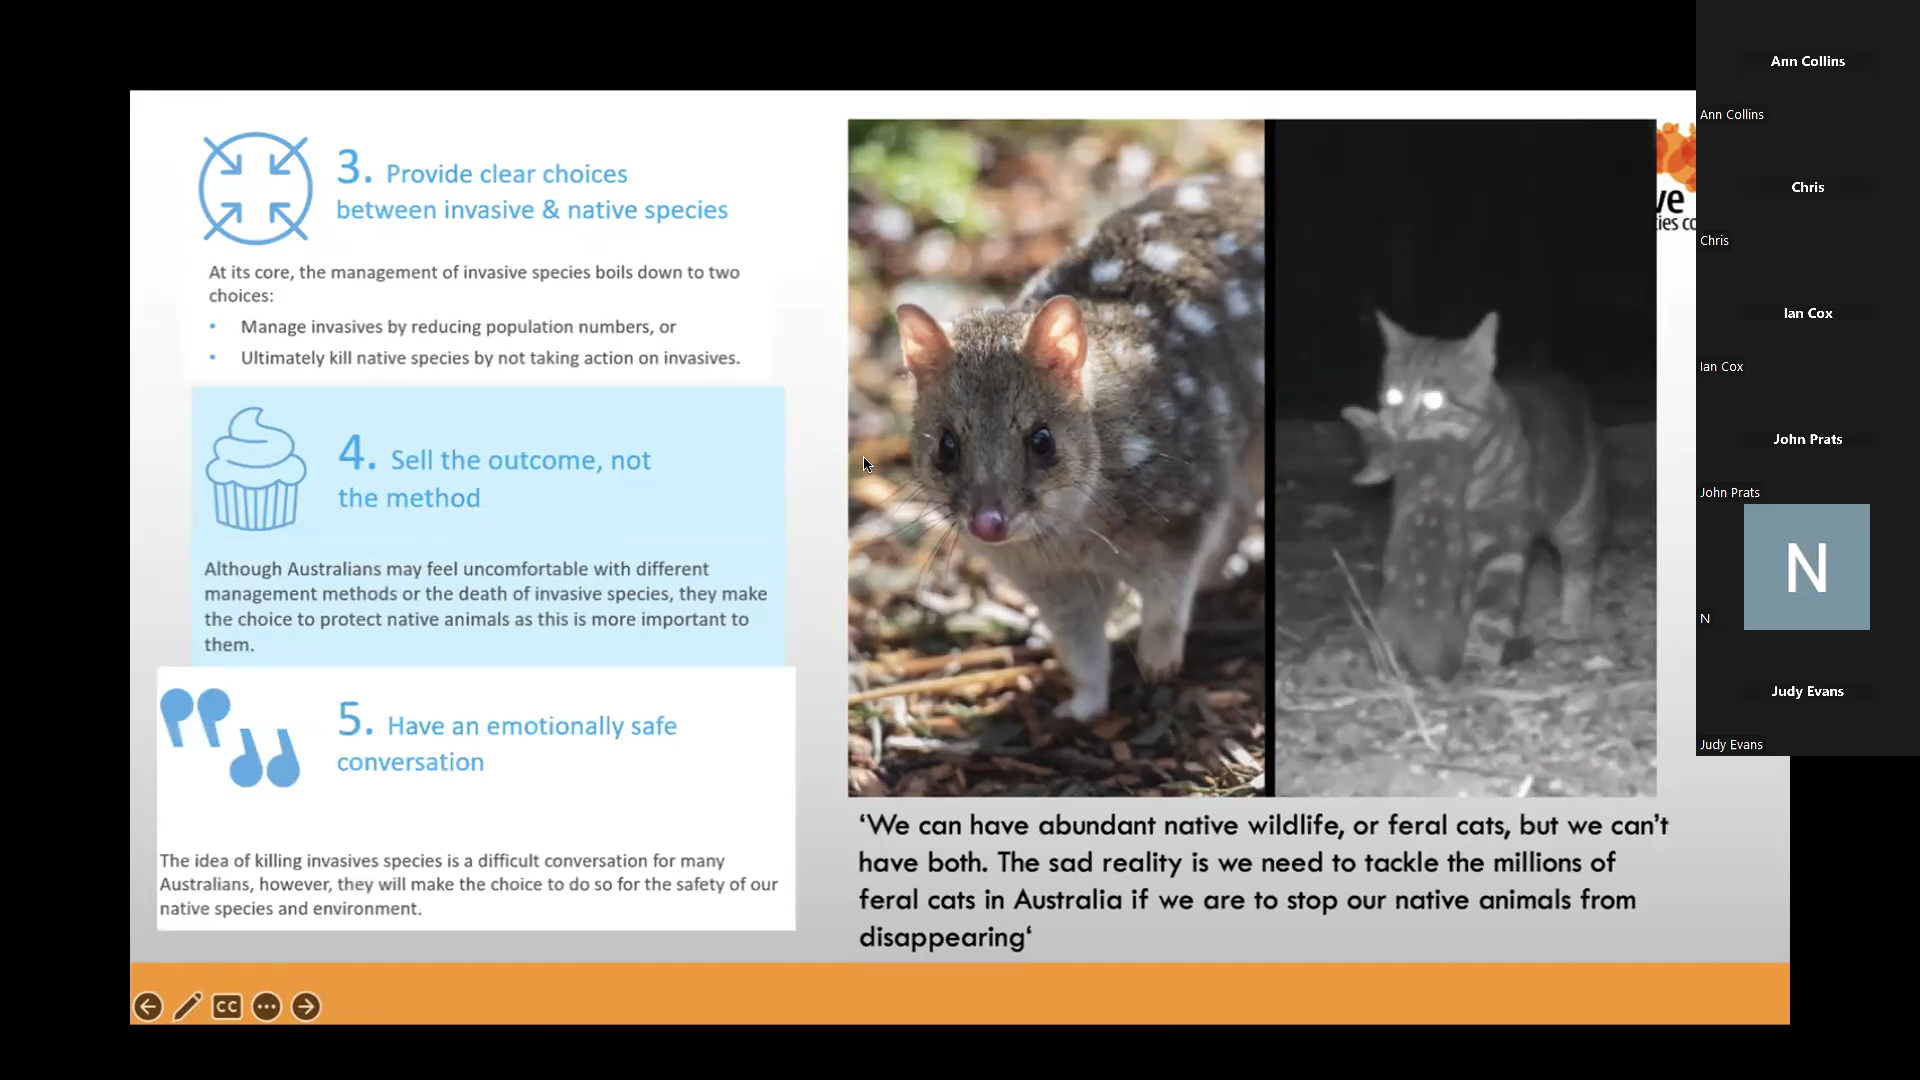 3. Provide clear choices
between invasive & native species
At its core, the management of invasive species boils down to two
choices:
• Manage invasives by reducing population numbers, or
• Ultimately kill native species by not taking action on invasives.
4. Sell the outcome, not
the method
Although Australians may feel uncomfortable with different
management methods or the death of invasive species, they make
the choice to protect native animals as this is more important to
them.
5. Have an emotionally safe
conversation
The idea of killing invasives species is a difficult conversation for many
Australians, however, they will make the choice to do so for the safety of our
native species and environment.
‘We can have abundant native wildlife, or feral cats, but we can’t
have both. The sad reality is we need to tackle the millions of
feral cats in Australia if we are to stop our native animals from
disappearing‘
CC
Ann Collins
Ann Collins
Chris
Chris
Ian Cox
Ian Cox
John Prats
John Prats
N
N
Judy Evans
Judy Evans